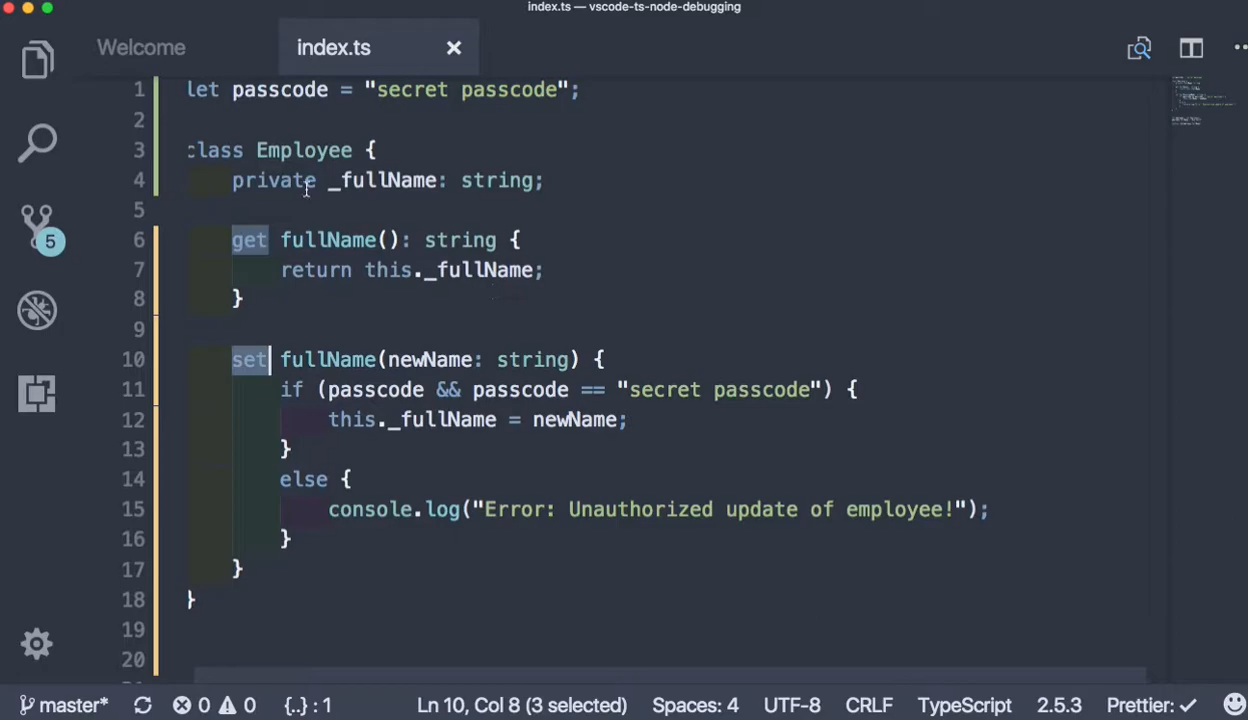 index.ts — vscode-ts-node-debugging
Welcome
index.ts
1 let passcode = "secret passcode";
2
3 class Employee {
4 private _fullName: string;
5
6 get fullName(): string {
7 return this._fullName;
8 }
9
10 set fullName(newName: string) {
11 if (passcode && passcode == "secret passcode") {
12 this._fullName = newName;
13 }
14 else {
15 console.log("Error: Unauthorized update of employee!");
16 }
17 }
18 }
19
20
5
master* 0 0 {..} : 1 Ln 10, Col 8 (3 selected) Spaces: 4 UTF-8 CRLF TypeScript 2.5.3 Prettier: ✓